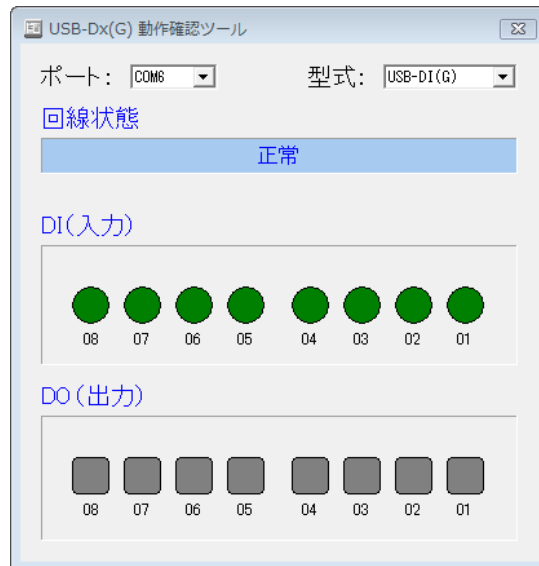 USB-Dx(G) 動作確認ツール
ポート: COM6 型式: USB-DI(G)
回線状態
正常
DI(入力)
08 07 06 05 04 03 02 01
DO(出力)
08 07 06 05 04 03 02 01